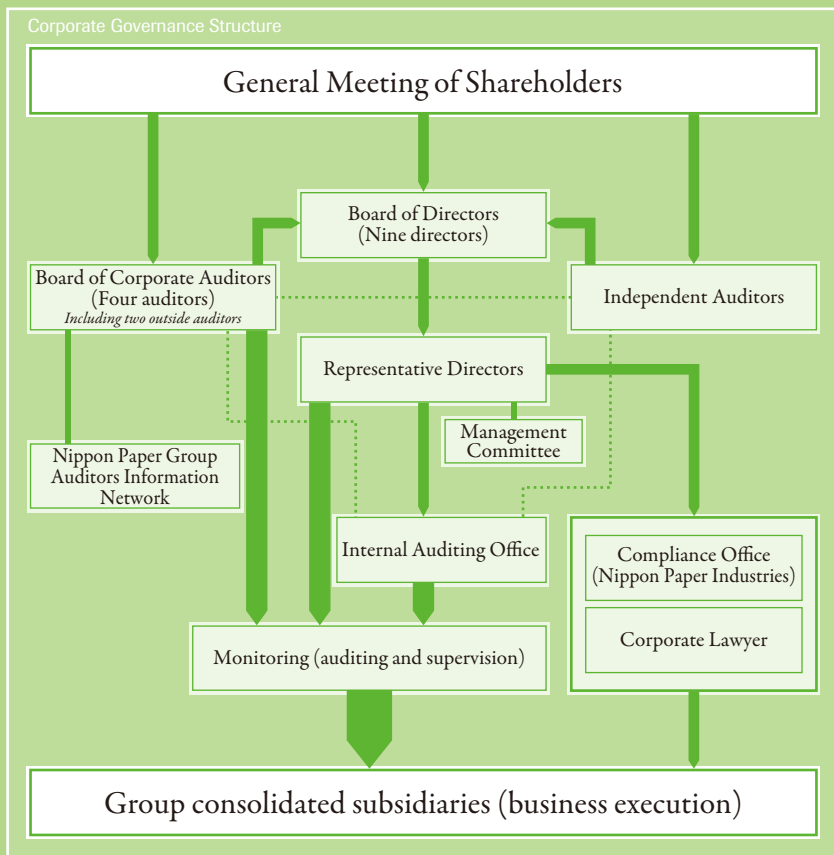 Corporate Governance Structure
General Meeting of Shareholders
Board of Directors
(Nine directors)
Board of Corporate Auditors
(Four auditors)
Including two outside auditors
Independent Auditors
Representative Directors
Management
Committee
Nippon Paper Group
Auditors Information
Network
Internal Auditing Office
Compliance Office
(Nippon Paper Industries)
Corporate Lawyer
Monitoring (auditing and supervision)
Group consolidated subsidiaries (business execution)